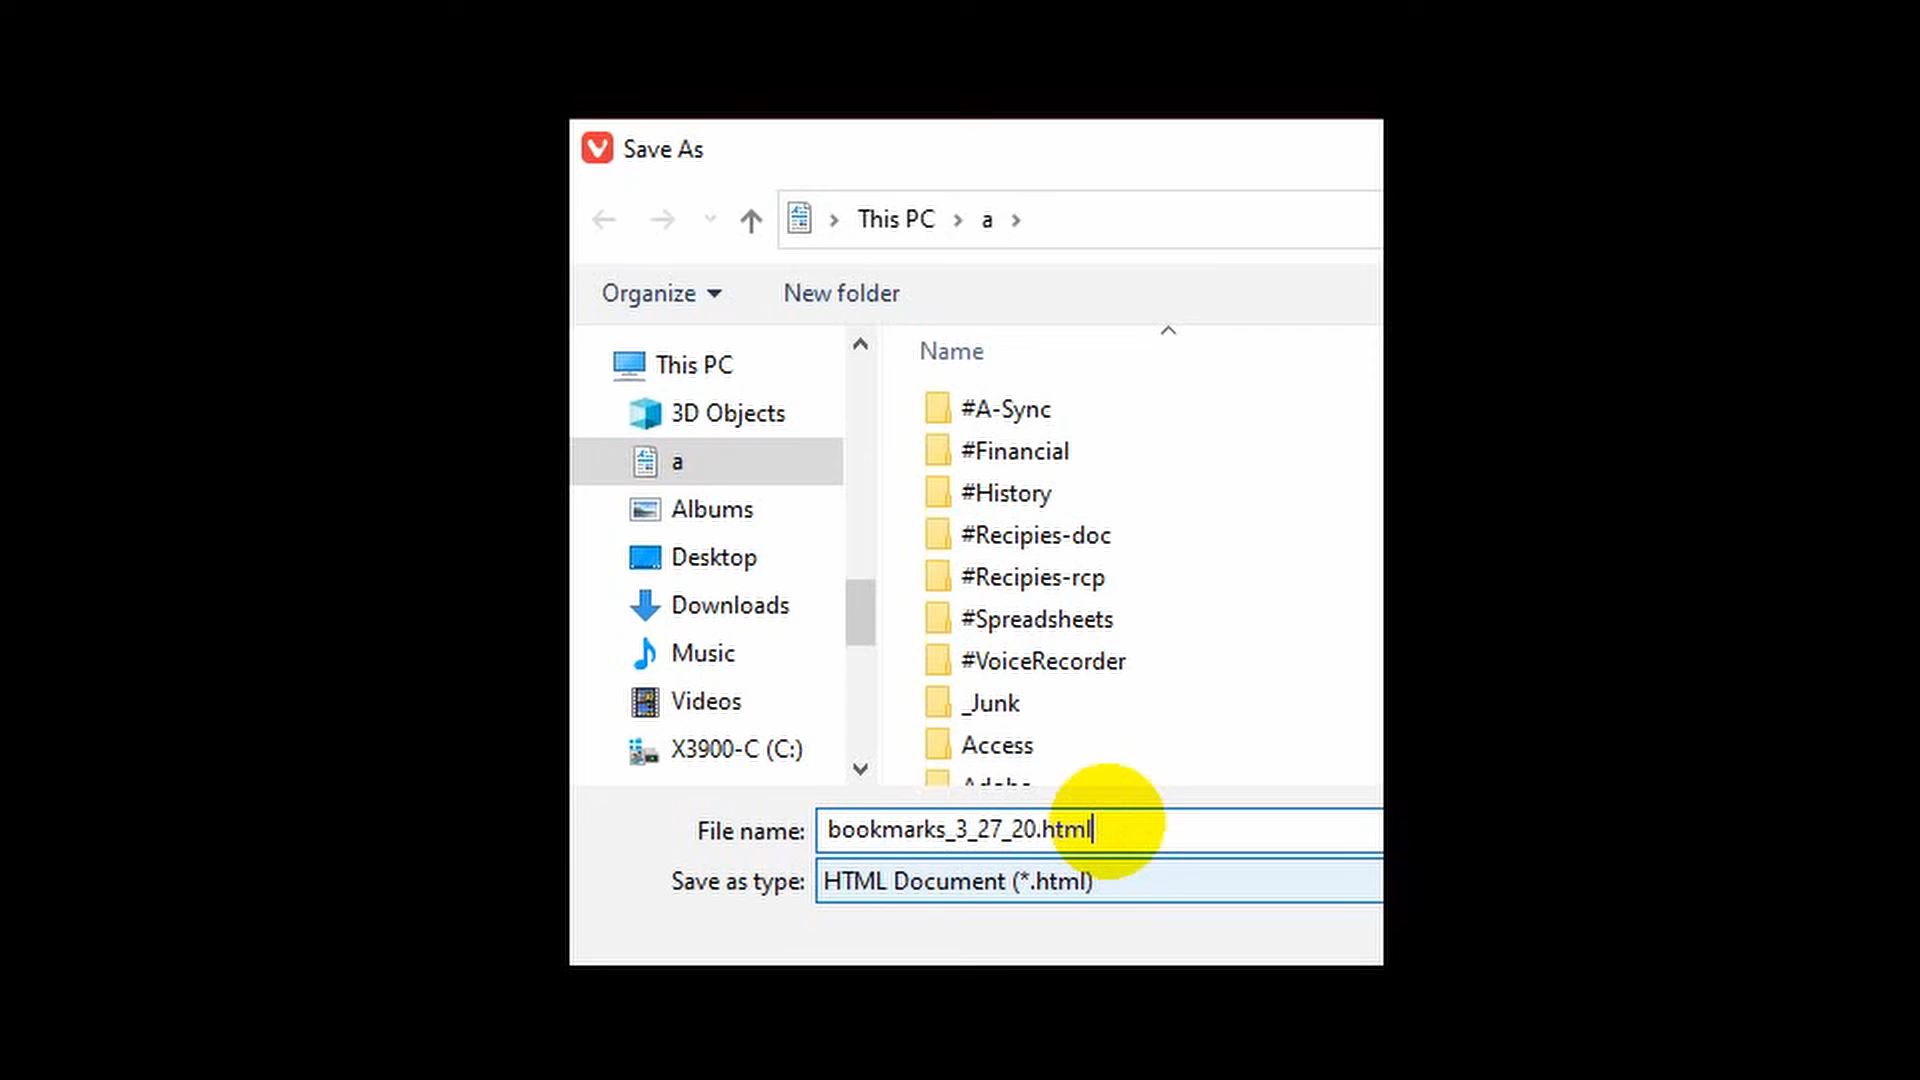 Save As
This PC > a >
Organize
New folder
Name
This PC
3D Objects
a
Albums
Desktop
Downloads
Music
Videos
X3900-C (C:)
#A-Sync
#Financial
#History
#Recipies-doc
#Recipies-rcp
#Spreadsheets
#VoiceRecorder
_Junk
Access
Adobe
File name: bookmarks_3_27_20.html
Save as type: HTML Document (*.html)